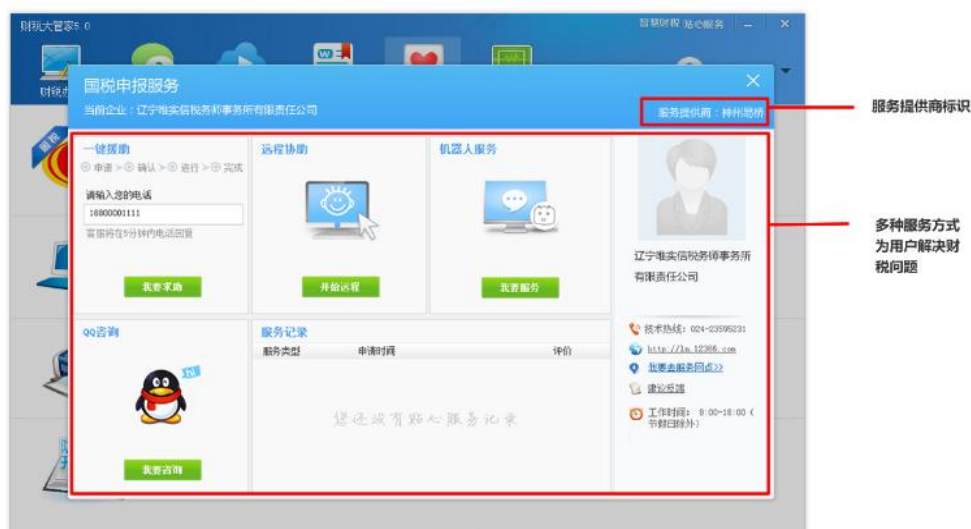 财税大管家5.0
智慧财税 贴心服务
国税申报服务
当前企业：辽宁唯实信税务师事务所有限责任公司
服务提供商：神州易桥
服务提供商标识
国税
一键援助
申请 > 确认 > 进行 > 完成
请输入您的电话
18800001111
客服将在5分钟内电话回复
我要求助
远程协助
开始远程
机器人服务
我要服务
辽宁唯实信税务师事务所
有限责任公司
多种服务方式
为用户解决财
税问题
QQ咨询
我要咨询
服务记录
服务类型 申请时间 评价
您还没有贴心服务记录
技术热线：024-23595231
http://ln.12366.com
我要去服务网点>>
建议反馈
工作时间： 8:00-18:00（
节假日除外）